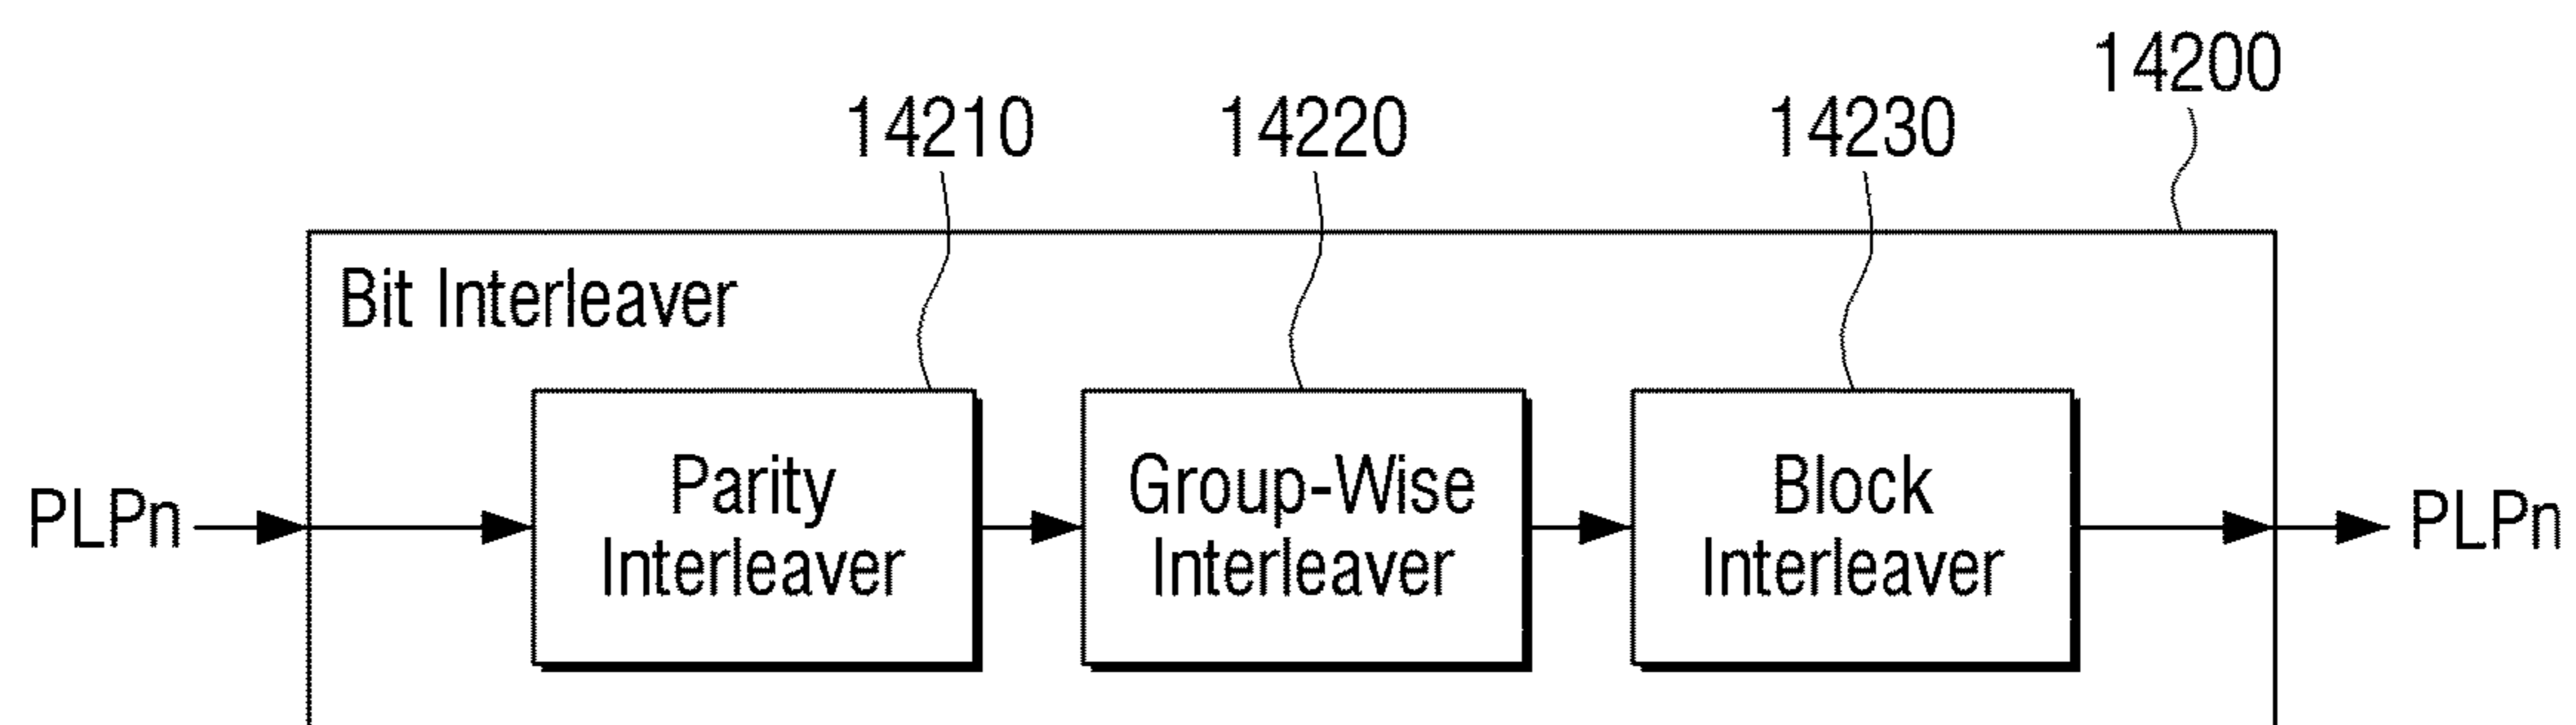 14200
14210 14220 14230
Bit Interleaver
Parity
Interleaver
Group-Wise
Interleaver
Block
Interleaver
PLPn
PLPn